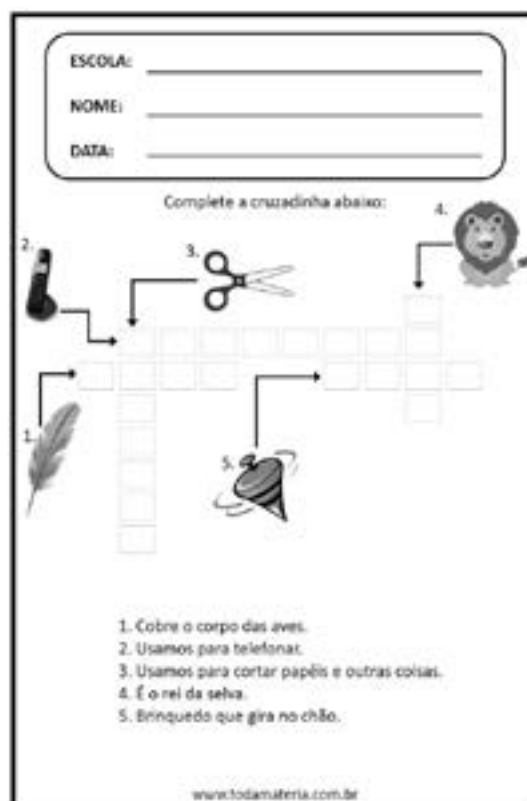 ESCOLA:
NOME:
DATA:
Complete a cruzadinha abaixo:
4.
2.
3.
1.
5.
1. Cobre o corpo das aves.
2. Usamos para telefonar.
3. Usamos para cortar papéis e outras coisas.
4. É o rei da selva.
5. Brinquedo que gira no chão.
www.todamateria.com.br